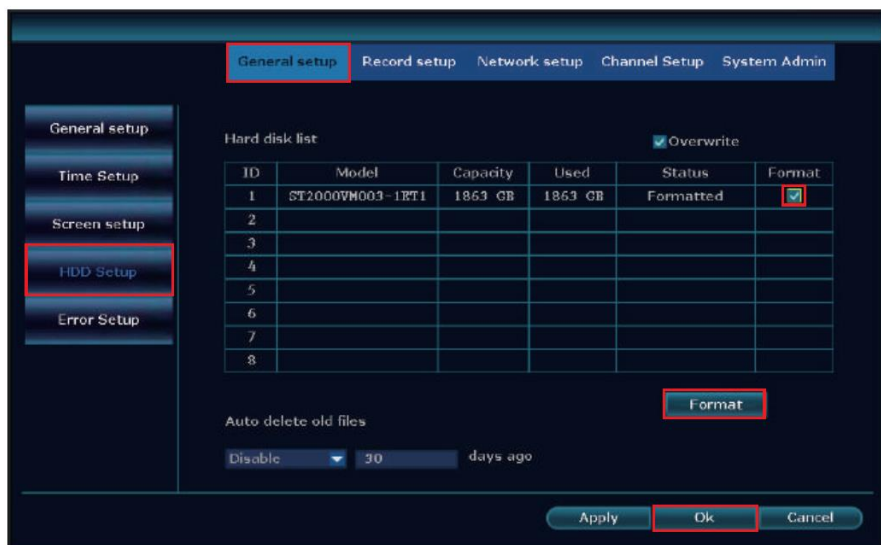 General setup Record setup Network setup Channel Setup System Admin
General setup
Time Setup
Screen setup
HDD Setup
Error Setup
Hard disk list Overwrite
ID Model Capacity Used Status Format
1 ST2000VM003-1ET1 1863 GB 1863 GB Formatted
2
3
4
5
6
7
8
Format
Auto delete old files
Disable 30 days ago
Apply Ok Cancel